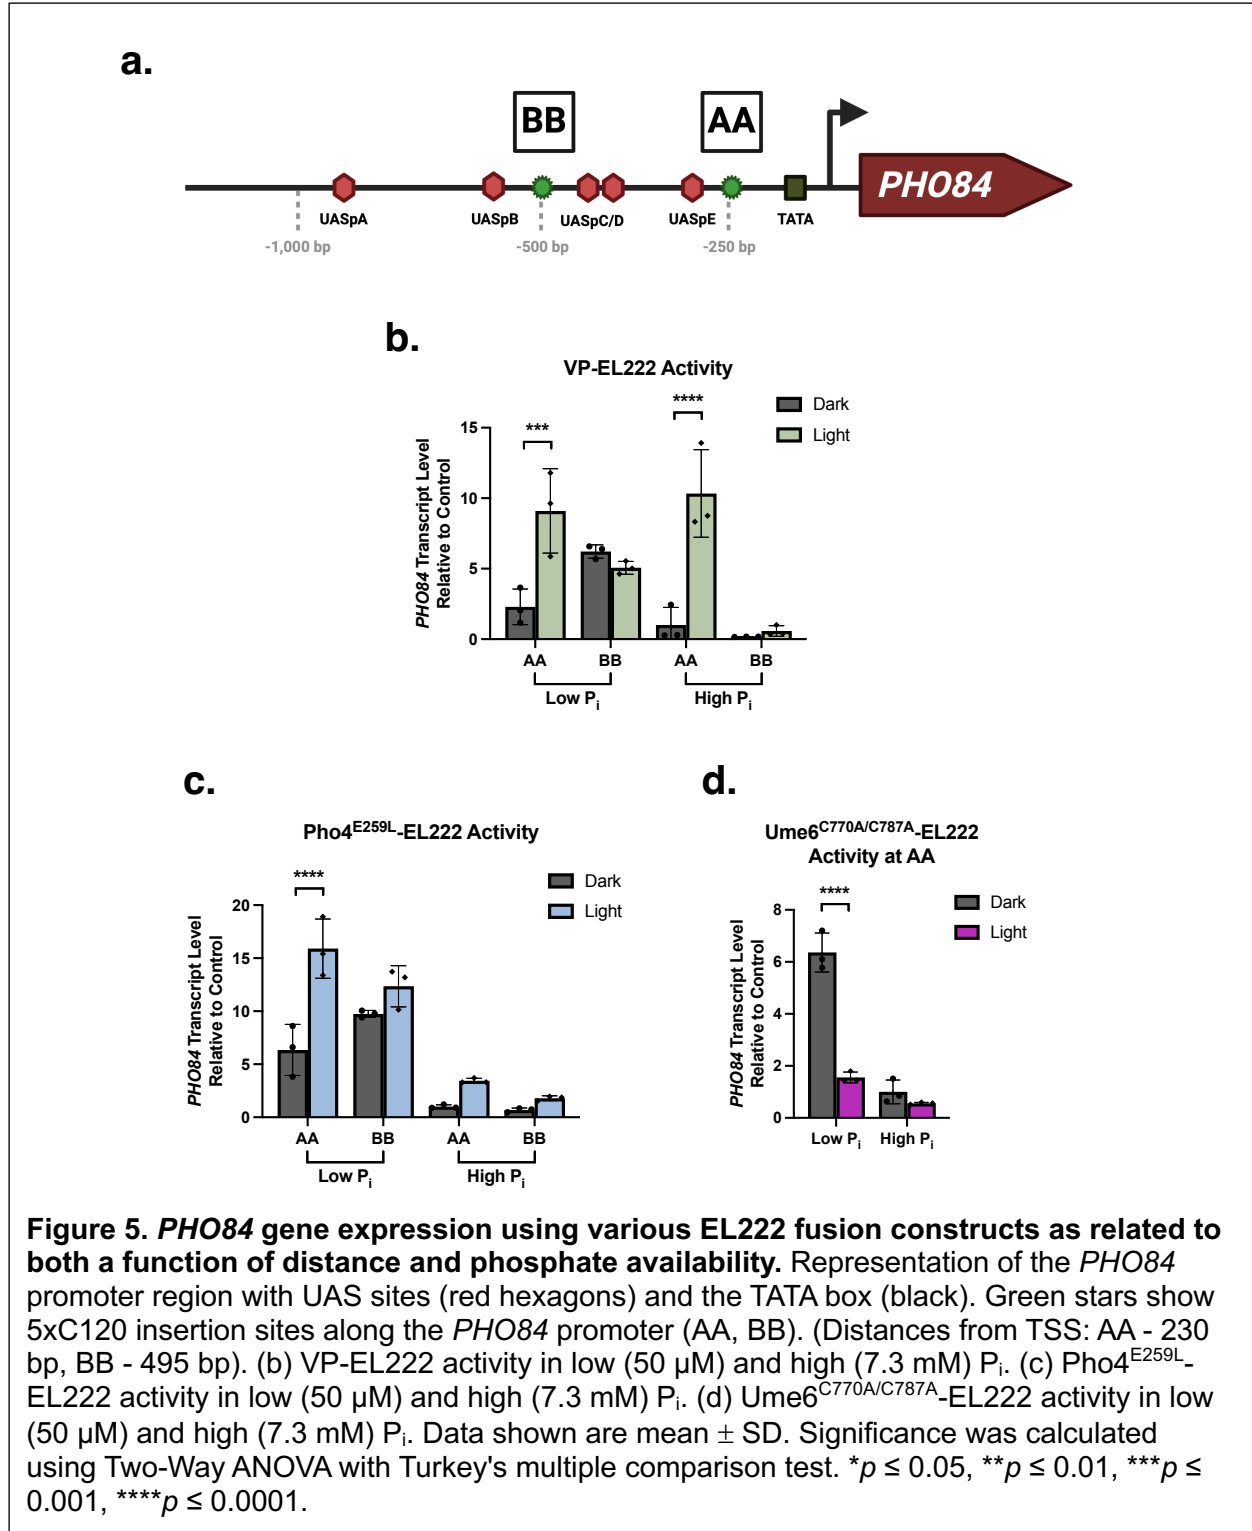 a.
BB
AA
PHO84
UASpA
UASpB
UASpC/D
UASpE
TATA
-1,000 bp
-500 bp
-250 bp
b.
VP-EL222 Activity
Dark
Light
PHO84 Transcript Level
Relative to Control
15
10
5
0
***
****
AA
BB
AA
BB
Low Pi
High Pi
c.
Pho4E259L-EL222 Activity
Dark
Light
PHO84 Transcript Level
Relative to Control
20
15
10
5
0
****
AA
BB
AA
BB
Low Pi
High Pi
d.
Ume6C770A/C787A-EL222
Activity at AA
Dark
Light
PHO84 Transcript Level
Relative to Control
8
6
4
2
0
****
Low Pi
High Pi
Figure 5. PHO84 gene expression using various EL222 fusion constructs as related to
both a function of distance and phosphate availability. Representation of the PHO84
promoter region with UAS sites (red hexagons) and the TATA box (black). Green stars show
5xC120 insertion sites along the PHO84 promoter (AA, BB). (Distances from TSS: AA - 230
bp, BB - 495 bp). (b) VP-EL222 activity in low (50 µM) and high (7.3 mM) Pi. (c) Pho4E259L-
EL222 activity in low (50 µM) and high (7.3 mM) Pi. (d) Ume6C770A/C787A-EL222 activity in low
(50 µM) and high (7.3 mM) Pi. Data shown are mean ± SD. Significance was calculated
using Two-Way ANOVA with Turkey's multiple comparison test. *p ≤ 0.05, **p ≤ 0.01, ***p ≤
0.001, ****p ≤ 0.0001.